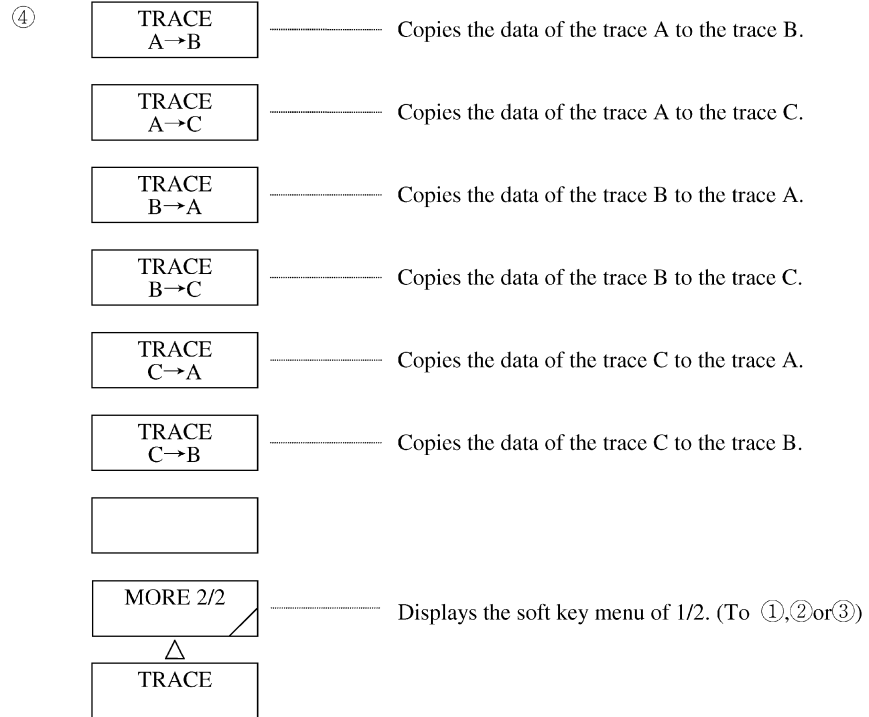 ④
TRACE
A→B
Copies the data of the trace A to the trace B.
TRACE
A→C
Copies the data of the trace A to the trace C.
TRACE
B→A
Copies the data of the trace B to the trace A.
TRACE
B→C
Copies the data of the trace B to the trace C.
TRACE
C→A
Copies the data of the trace C to the trace A.
TRACE
C→B
Copies the data of the trace C to the trace B.
MORE 2/2
Displays the soft key menu of 1/2. (To ①,②or③)
TRACE